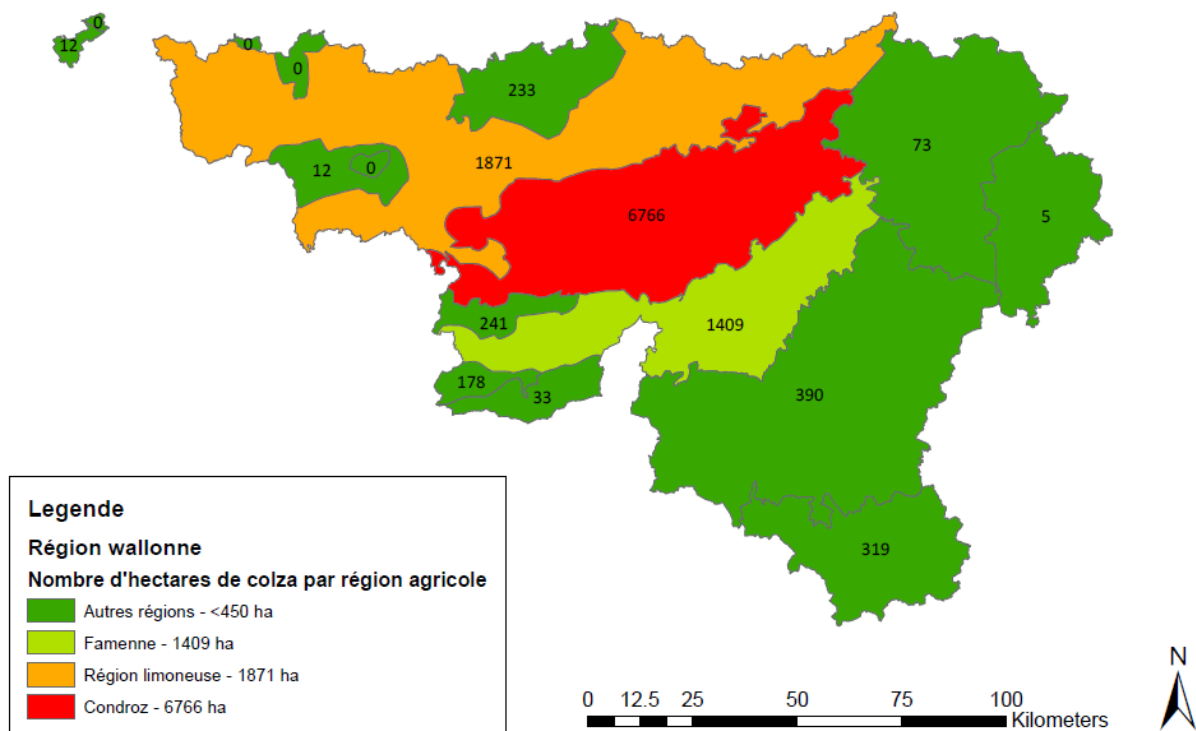 0
12
0
0
233
73
12
0
1871
6766
5
241
1409
178
33
390
319
Legende
Région wallonne
Nombre d'hectares de colza par région agricole
Autres régions - <450 ha
Famenne - 1409 ha
Région limoneuse - 1871 ha
Condroz - 6766 ha
N
0 12.5 25 50 75 100
Kilometers